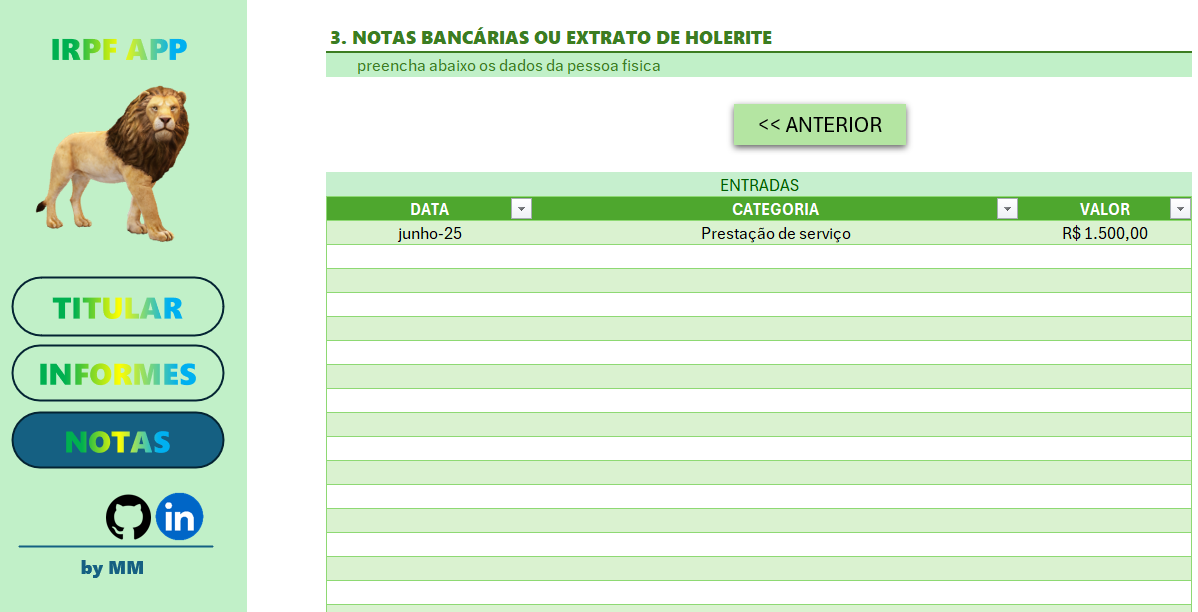 IRPF APP
TITULAR
INFORMES
NOTAS
in
by MM
3. NOTAS BANCÁRIAS OU EXTRATO DE HOLERITE
preencha abaixo os dados da pessoa fisica
<< ANTERIOR
ENTRADAS
DATA CATEGORIA VALOR
junho-25 Prestação de serviço R$ 1.500,00